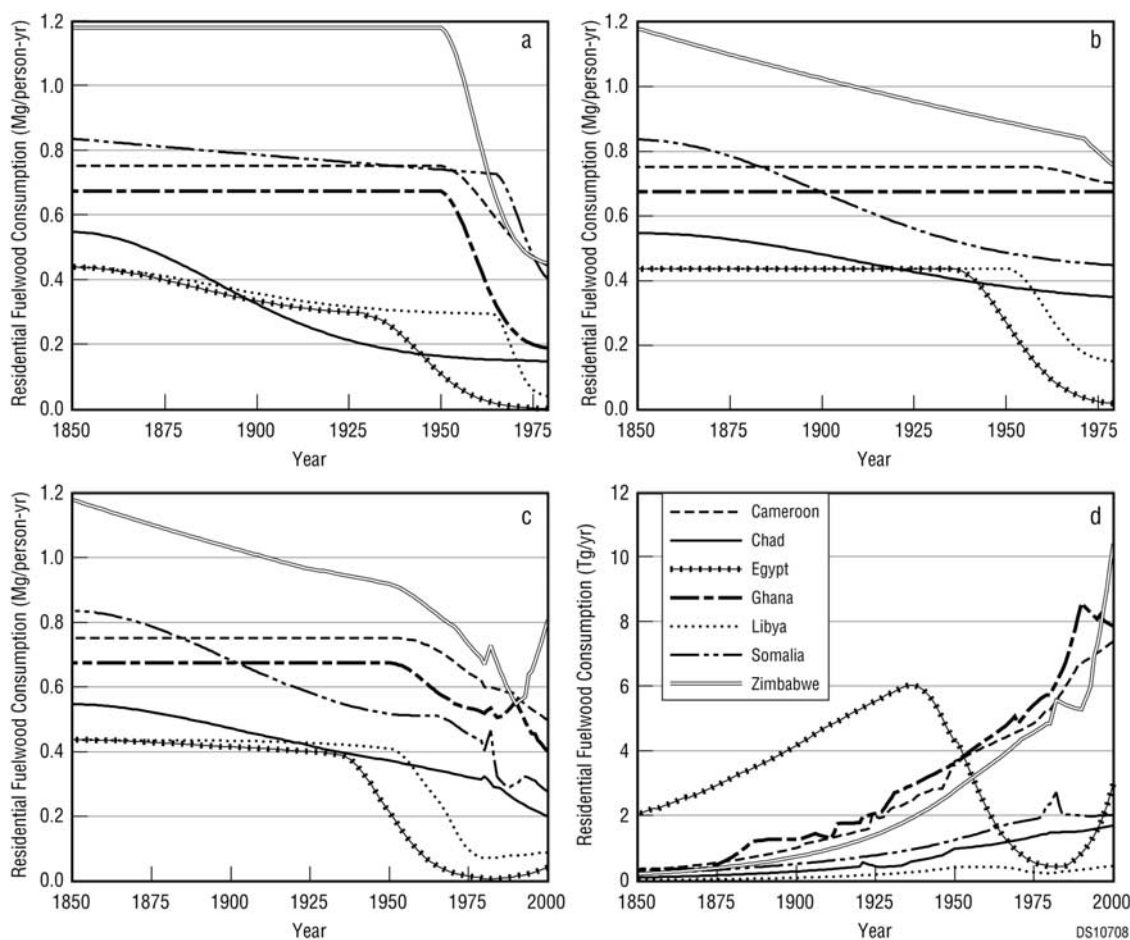 Residential Fuelwood Consumption (Mg/person-yr)
1.2
1.0
0.8
0.6
0.4
0.2
0.0
a
1850 1875 1900 1925 1950 1975
Year
Residential Fuelwood Consumption (Mg/person-yr)
1.2
1.0
0.8
0.6
0.4
0.2
0.0
b
1850 1875 1900 1925 1950 1975
Year
Residential Fuelwood Consumption (Mg/person-yr)
1.2
1.0
0.8
0.6
0.4
0.2
0.0
c
1850 1875 1900 1925 1950 1975 2000
Year
Residential Fuelwood Consumption (Tg/yr)
12
10
8
6
4
2
0
d
Cameroon
Chad
Egypt
Ghana
Libya
Somalia
Zimbabwe
1850 1875 1900 1925 1950 1975 2000
Year
DS10708